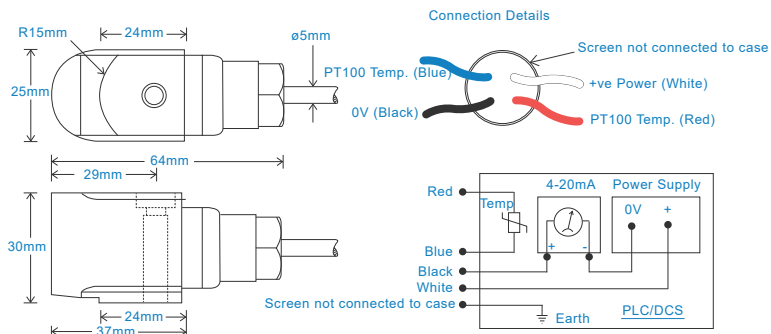 Connection Details
R15mm
24mm
ø5mm
25mm
64mm
29mm
PT100 Temp. (Blue)
0V (Black)
Screen not connected to case
+ve Power (White)
PT100 Temp. (Red)
30mm
24mm
37mm
Red
Temp
4-20mA
Power Supply
0V
+
Blue
+
-
Black
White
Screen not connected to case
Earth
PLC/DCS